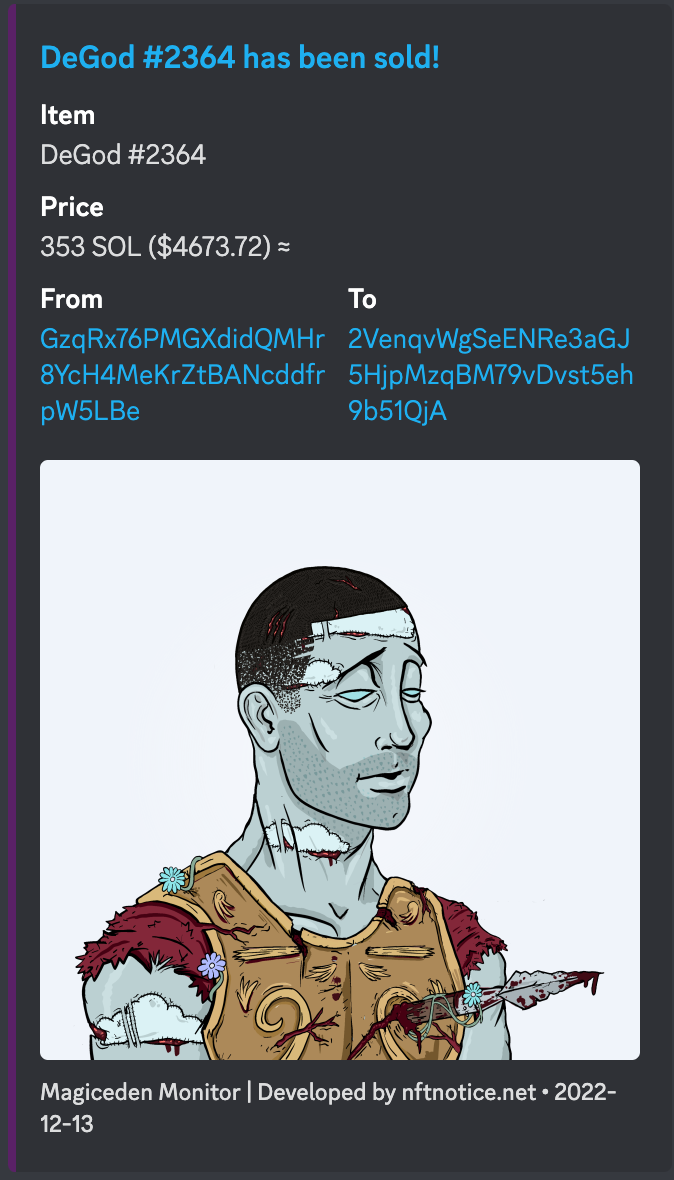 DeGod #2364 has been sold!
Item
DeGod #2364
Price
353 SOL ($4673.72) ≈
From
GzqRx76PMGXdidQMHr
8YcH4MeKrZtBANcddfr
pW5LBe
To
2VenqvWgSeENRe3aGJ
5HjpMzqBM79vDvst5eh
9b51QjA
Magiceden Monitor | Developed by nftnotice.net • 2022-
12-13